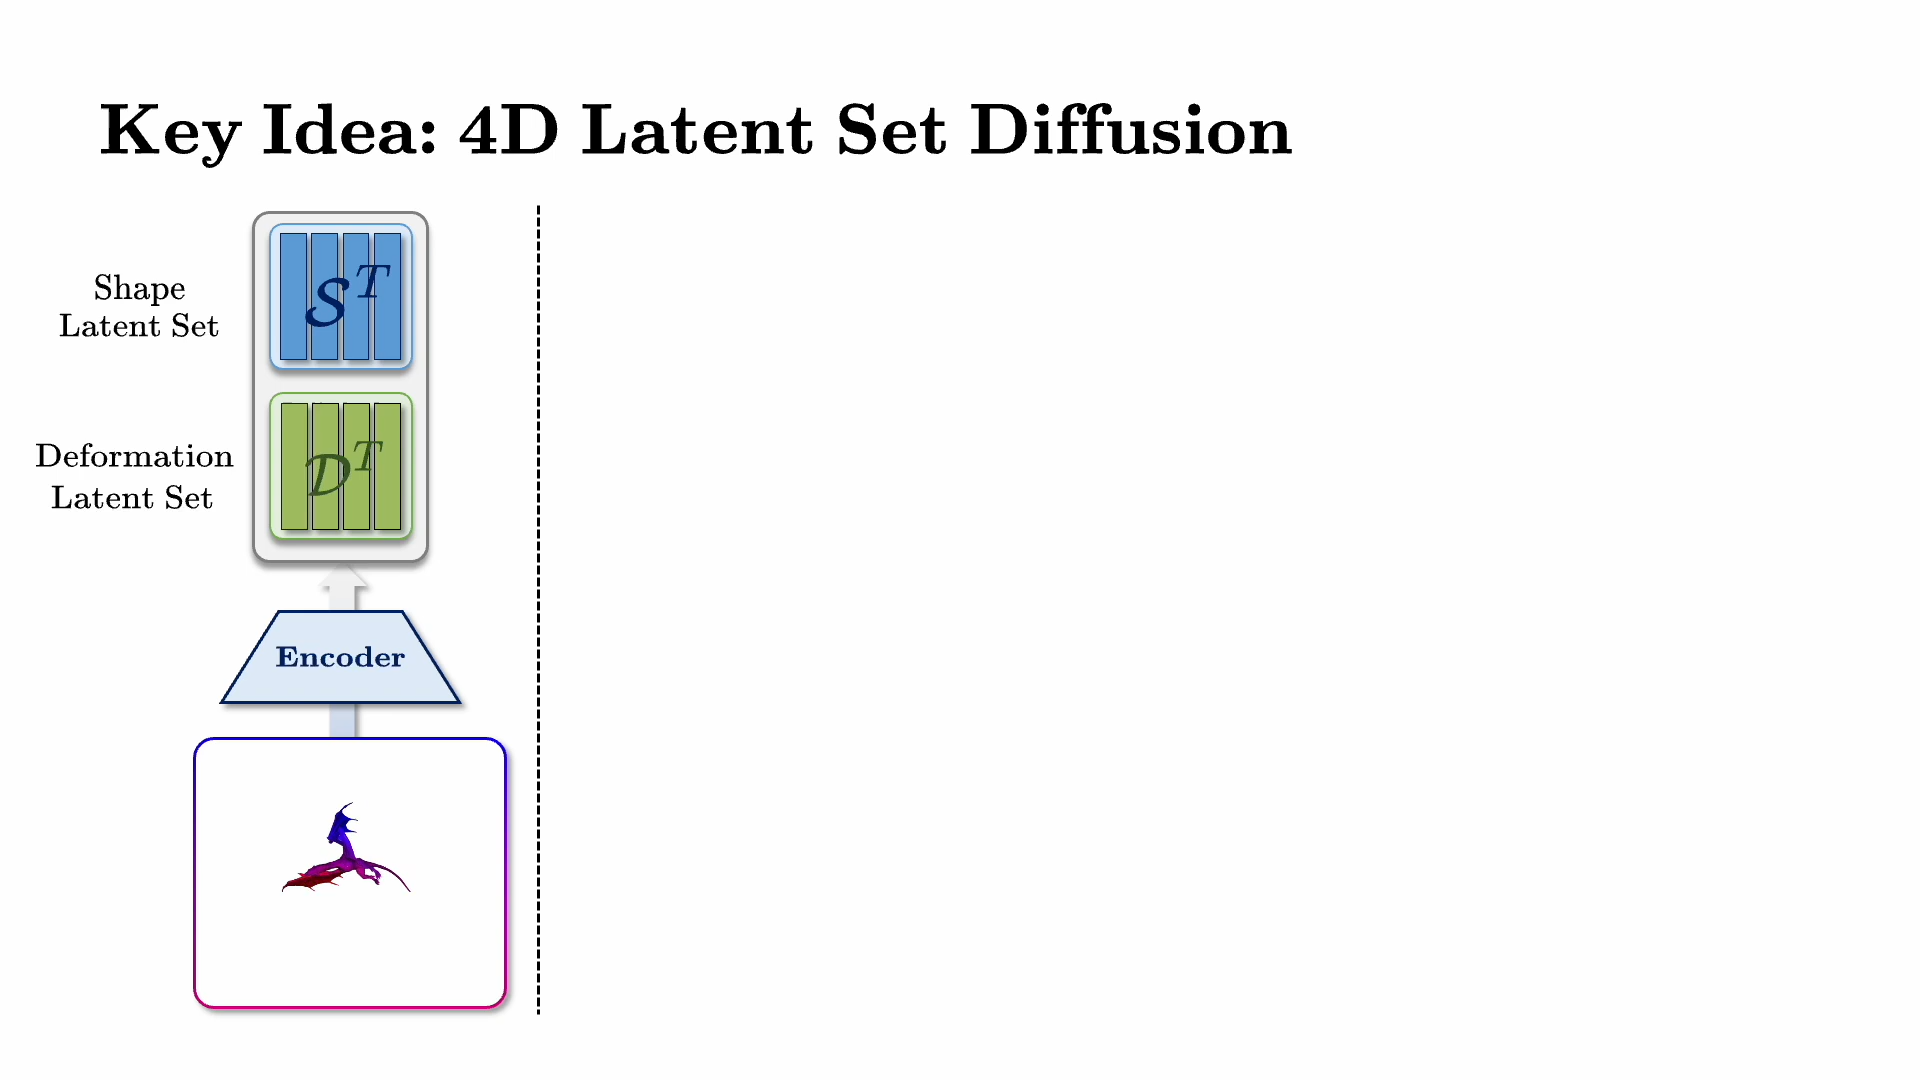 Key Idea: 4D Latent Set Diffusion
Shape
Latent Set
𝒮^T
Deformation
Latent Set
𝒟^T
Encoder